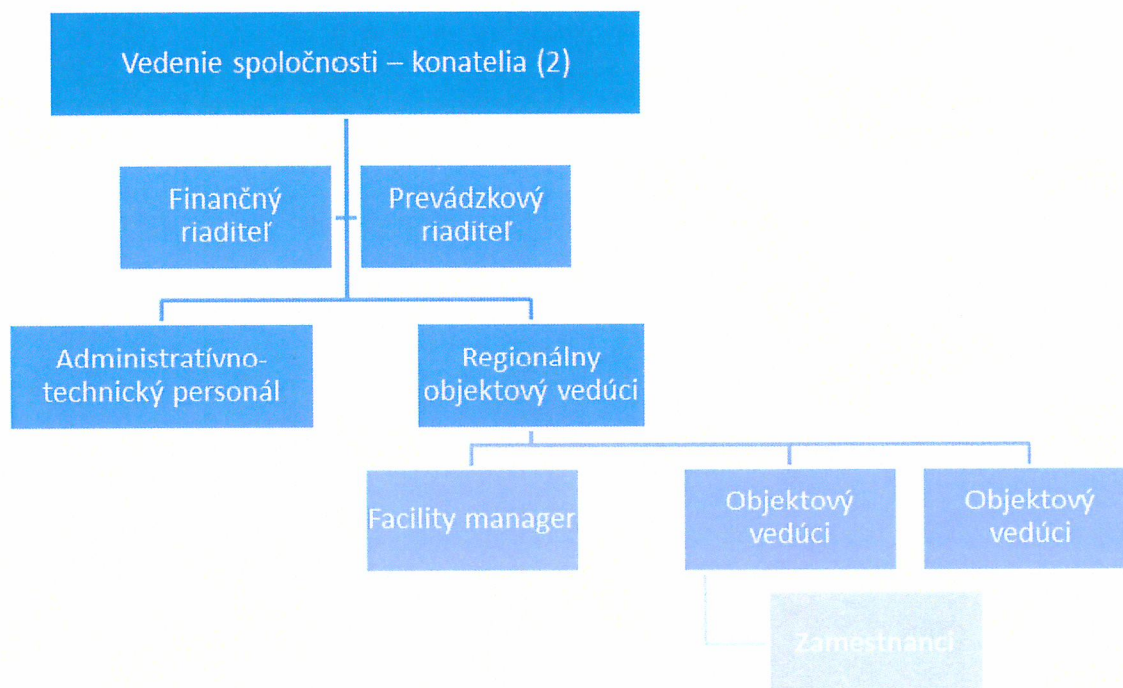 Vedenie spoločnosti – konatelia (2)
Finančný
riaditeľ
Prevádzkový
riaditeľ
Administratívno-
technický personál
Regionálny
objektový vedúci
Facility manager
Objektový
vedúci
Objektový
vedúci
Zamestnanci